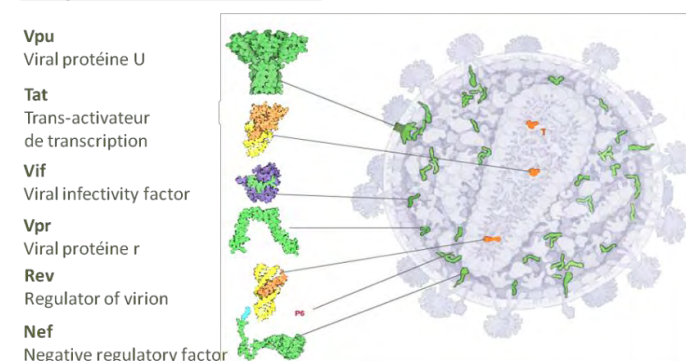 Vpu
Viral protéine U
Tat
Trans-activateur
de transcription
Vif
Viral infectivity factor
Vpr
Viral protéine r
Rev
Regulator of virion
Nef
Negative regulatory factor
T
P6